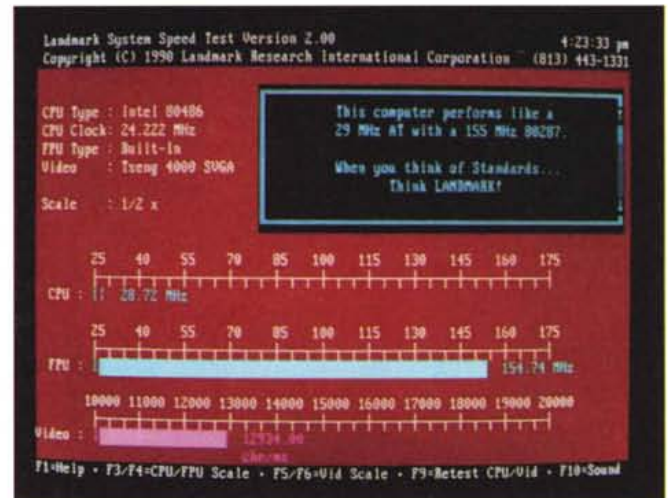 Landmark System Speed Test Version 2.00 4:23:33 pm
Copyright (C) 1990 Landmark Research International Corporation (813) 443-1331
CPU Type : Intel 80486
CPU Clock: 24.222 MHz
FPU Type : Built-In
Video : Tseng 4000 SVGA
Scale : 1/2 x
This computer performs like a
29 MHz AT with a 155 MHz 80287.
When you think of Standards...
Think LANDMARK!
25 40 55 70 85 100 115 130 145 160 175
CPU : 28.72 MHz
25 40 55 70 85 100 115 130 145 160 175
FPU : 154.74 MHz
10000 11000 12000 13000 14000 15000 16000 17000 18000 19000 20000
Video : 12934.00
chr/ms
F1=Help · F3/F4=CPU/FPU Scale · F5/F6=Vid Scale · F9=Retest CPU/Vid · F10=Sound